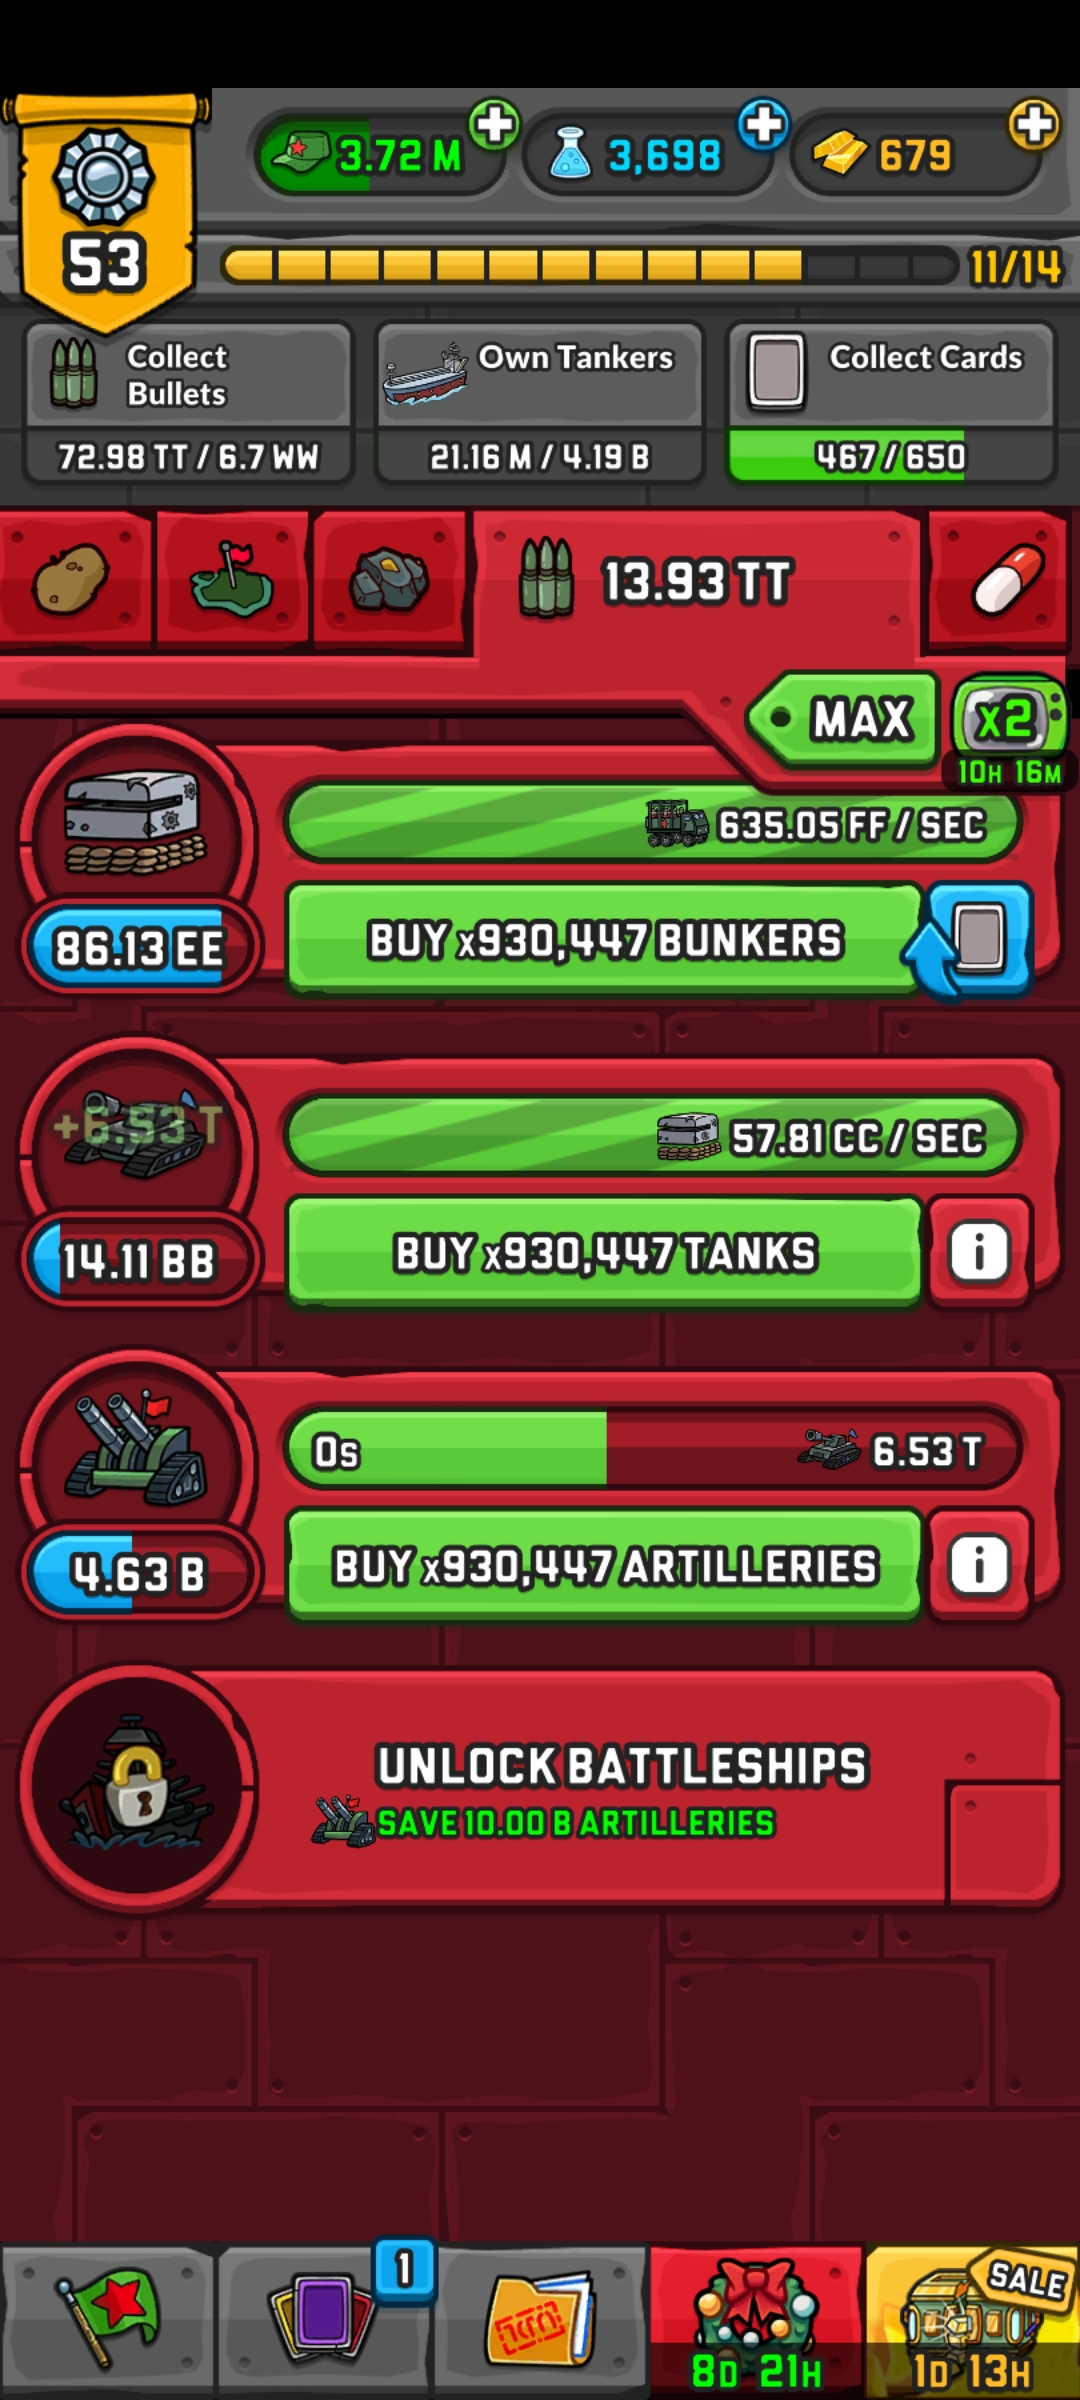 3.72 M
3,698
679
53
11/14
Collect
Bullets
Own Tankers
Collect Cards
72.98 TT / 6.7 WW
21.16 M / 4.19 B
467 / 650
13.93 TT
MAX
x2
10H 16M
635.05 FF / SEC
86.13 EE
BUY x930,447 BUNKERS
+6.53 T
57.81 CC / SEC
14.11 BB
BUY x930,447 TANKS
i
0s
6.53 T
4.63 B
BUY x930,447 ARTILLERIES
i
UNLOCK BATTLESHIPS
SAVE 10.00 B ARTILLERIES
1
SALE
8D 21H
1D 13H